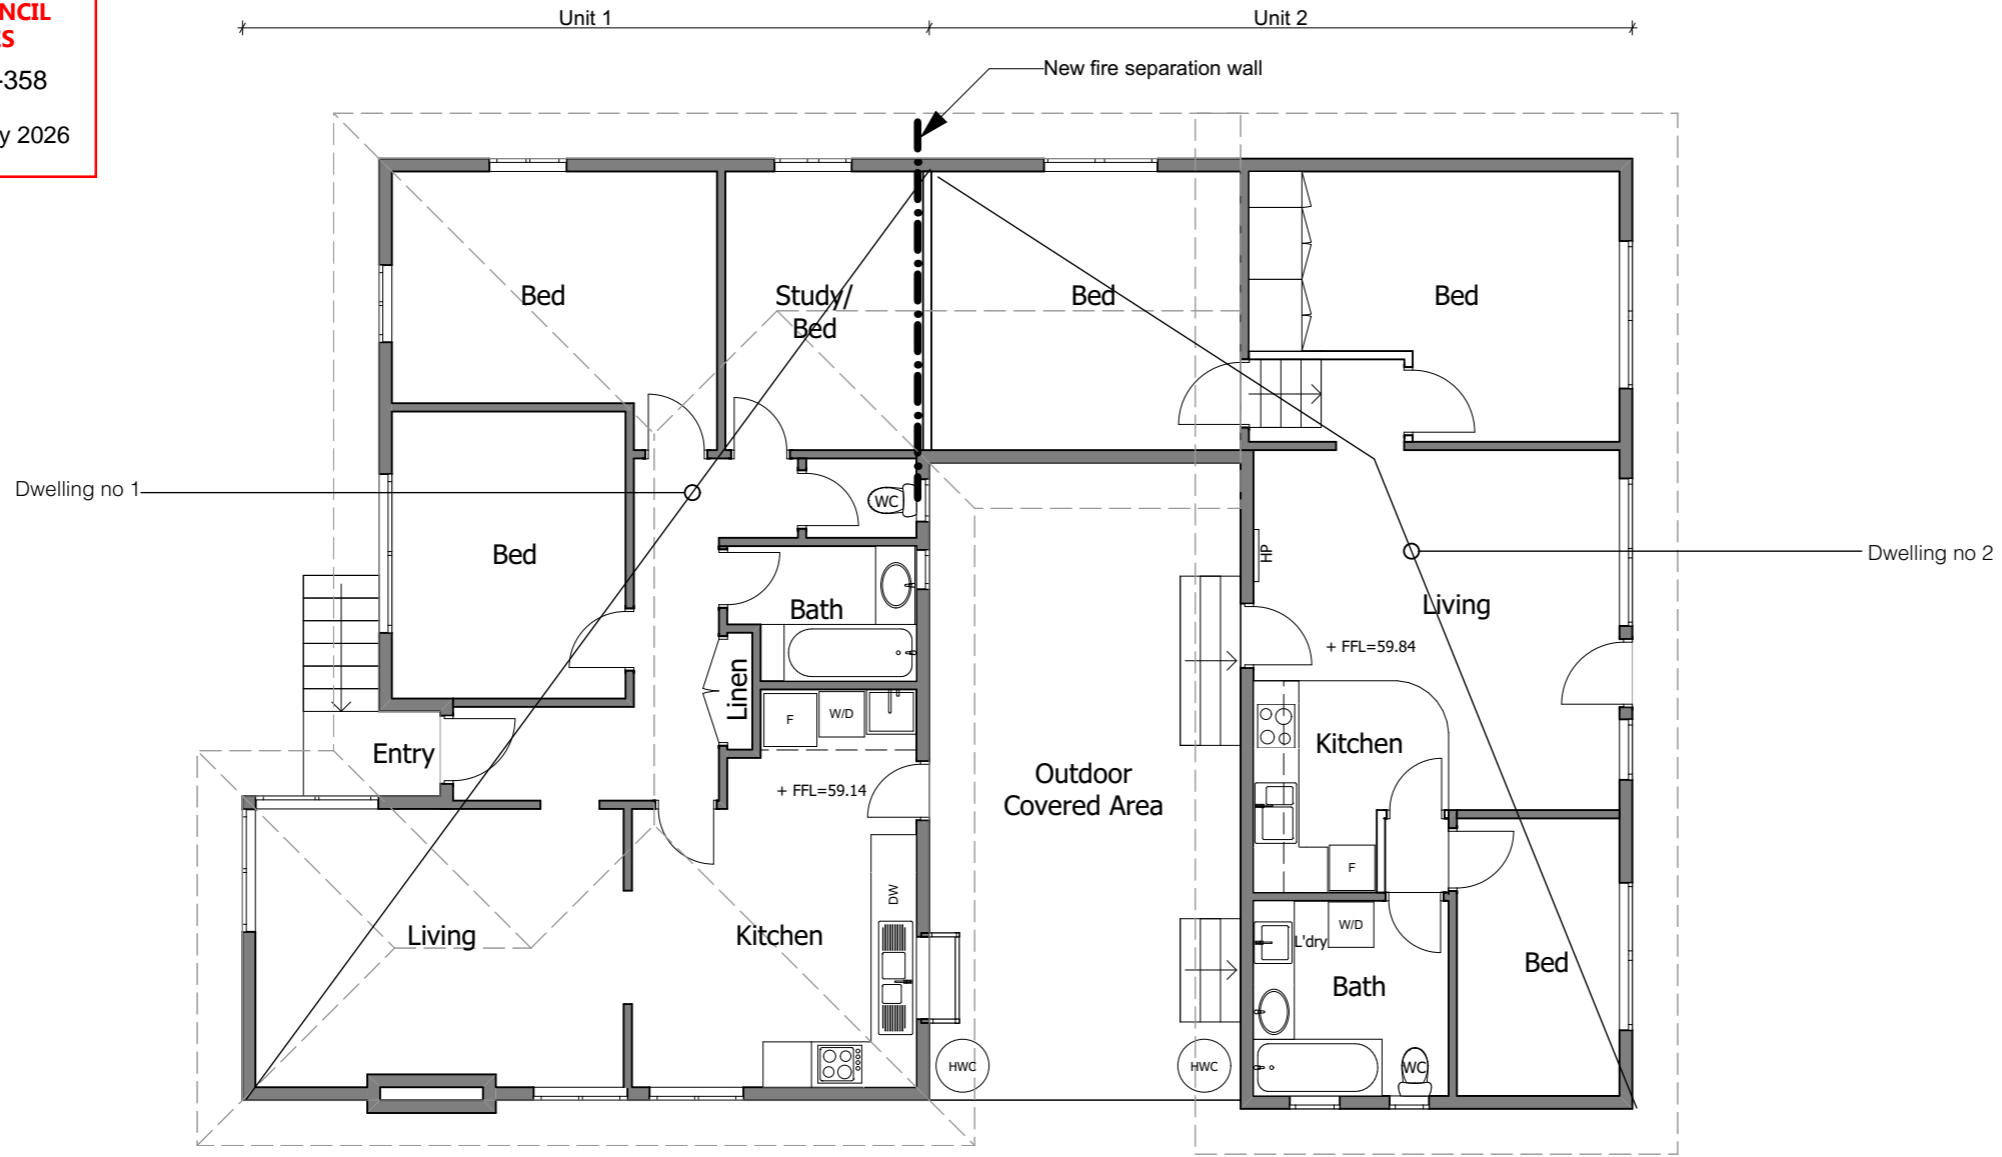 NCIL
ES
-358
y 2026
Unit 1
Unit 2
New fire separation wall
Bed
Study/
Bed
Bed
Bed
Dwelling no 1
WC
Bed
Bath
HP
Dwelling no 2
Living
+ FFL=59.84
Linen
F
W/D
Entry
+ FFL=59.14
Outdoor
Covered Area
Kitchen
F
DW
Living
Kitchen
W/D
L'dry
Bath
Bed
HWC
HWC
WC